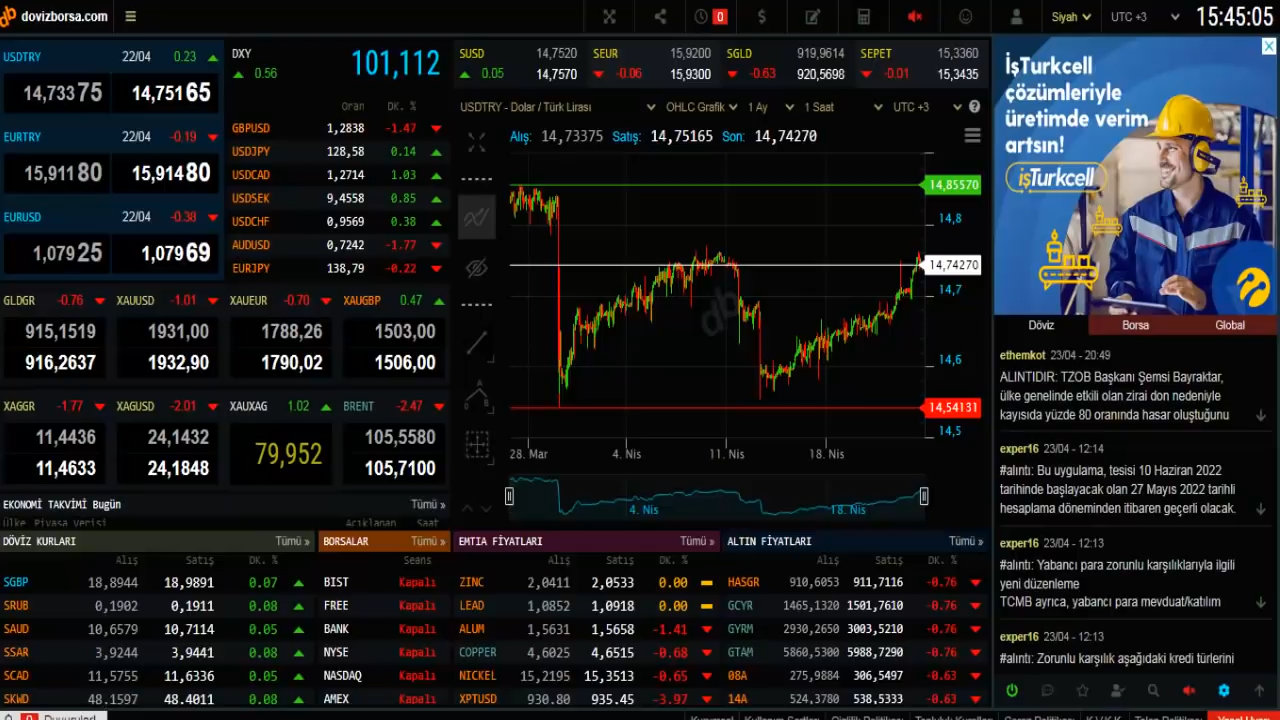 dovizborsa.com
0
$
Siyah
UTC +3
15:45:05
USDTRY 22/04 0.23
14,73375 14,75165
EURTRY 22/04 -0.19
15,91180 15,91480
EURUSD 22/04 -0.38
1,07925 1,07969
DXY
0.56
101,112
Oran DK. %
GBPUSD 1,2838 -1.47
USDJPY 128,58 0.14
USDCAD 1,2714 1.03
USDSEK 9,4558 0.85
USDCHF 0,9569 0.38
AUDUSD 0,7242 -1.77
EURJPY 138,79 -0.22
SUSD 14,7520
0.05 14,7570
SEUR 15,9200
-0.06 15,9300
SGLD 919,9614
-0.63 920,5698
SEPET 15,3360
-0.01 15,3435
USDTRY - Dolar / Türk Lirası
OHLC Grafik
1 Ay
1 Saat
UTC +3
Alış: 14,73375 Satış: 14,75165 Son: 14,74270
14,85570
14,8
14,74270
14,7
14,6
14,54131
14,5
db
28. Mar 4. Nis 11. Nis 18. Nis
4. Nis 18. Nis
GLDGR -0.76
915,1519
916,2637
XAUUSD -1.01
1931,00
1932,90
XAUEUR -0.70
1788,26
1790,02
XAUGBP 0.47
1503,00
1506,00
XAGGR -1.77
11,4436
11,4633
XAGUSD -2.01
24,1432
24,1848
XAUXAG 1.02
79,952
BRENT -2.47
105,5580
105,7100
EKONOMİ TAKVİMİ Bugün Tümü »
Ülke Piyasa verisi Açıklanan Saat
DÖVİZ KURLARI Tümü »
Alış Satış DK. %
SGBP 18,8944 18,9891 0.07
SRUB 0,1902 0,1911 0.08
SAUD 10,6579 10,7114 0.05
SSAR 3,9244 3,9441 0.08
SCAD 11,5755 11,6336 0.05
SKWD 48.1597 48.4011 0.08
BORSALAR Tümü »
Seans
BIST Kapalı
FREE Kapalı
BANK Kapalı
NYSE Kapalı
NASDAQ Kapalı
AMEX Kapalı
EMTIA FİYATLARI Tümü »
Alış Satış DK. %
ZINC 2,0411 2,0533 0.00
LEAD 1,0852 1,0918 0.00
ALUM 1,5631 1,5658 -1.41
COPPER 4,6025 4,6515 -0.68
NICKEL 15,2195 15,3513 -0.65
XPTUSD 930.80 935.45 -3.97
ALTIN FİYATLARI Tümü »
Alış Satış DK. %
HASGR 910,6053 911,7116 -0.76
GCYR 1465,1320 1501,7610 -0.76
GYRM 2930,2650 3003,5210 -0.76
GTAM 5860,5300 5988,7290 -0.76
08A 275,9884 306,5497 -0.63
14A 524,3780 538,5333 -0.63
İşTurkcell
çözümleriyle
üretimde verim
artsın!
işTurkcell
Döviz Borsa Global
ethemkot 23/04 - 20:49
ALINTIDIR: TZOB Başkanı Şemsi Bayraktar,
ülke genelinde etkili olan zirai don nedeniyle
kayısıda yüzde 80 oranında hasar oluştuğunu
exper16 23/04 - 12:14
#alıntı: Bu uygulama, tesisi 10 Haziran 2022
tarihinde başlayacak olan 27 Mayıs 2022 tarihli
hesaplama döneminden itibaren geçerli olacak.
exper16 23/04 - 12:13
#alıntı: Yabancı para zorunlu karşılıklarıyla ilgili
yeni düzenleme
TCMB ayrıca, yabancı para mevduat/katılım
exper16 23/04 - 12:13
#alıntı: Zorunlu karşılık aşağıdaki kredi türlerini
0 Duyurular!